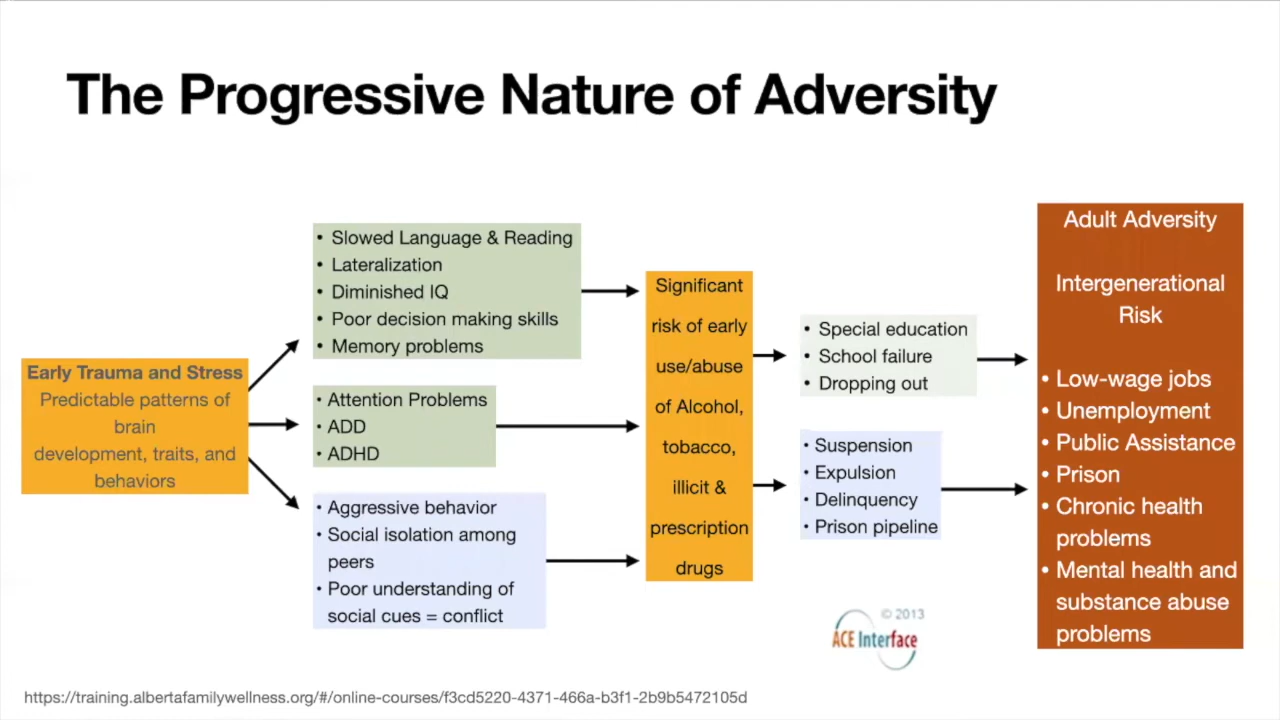 The Progressive Nature of Adversity
Early Trauma and Stress
Predictable patterns of
brain
development, traits, and
behaviors
• Slowed Language & Reading
• Lateralization
• Diminished IQ
• Poor decision making skills
• Memory problems
• Attention Problems
• ADD
• ADHD
• Aggressive behavior
• Social isolation among
peers
• Poor understanding of
social cues = conflict
Significant
risk of early
use/abuse
of Alcohol,
tobacco,
illicit &
prescription
drugs
• Special education
• School failure
• Dropping out
• Suspension
• Expulsion
• Delinquency
• Prison pipeline
Adult Adversity
Intergenerational
Risk
• Low-wage jobs
• Unemployment
• Public Assistance
• Prison
• Chronic health
problems
• Mental health and
substance abuse
problems
© 2013
ACE Interface
https://training.albertafamilywellness.org/#/online-courses/f3cd5220-4371-466a-b3f1-2b9b5472105d